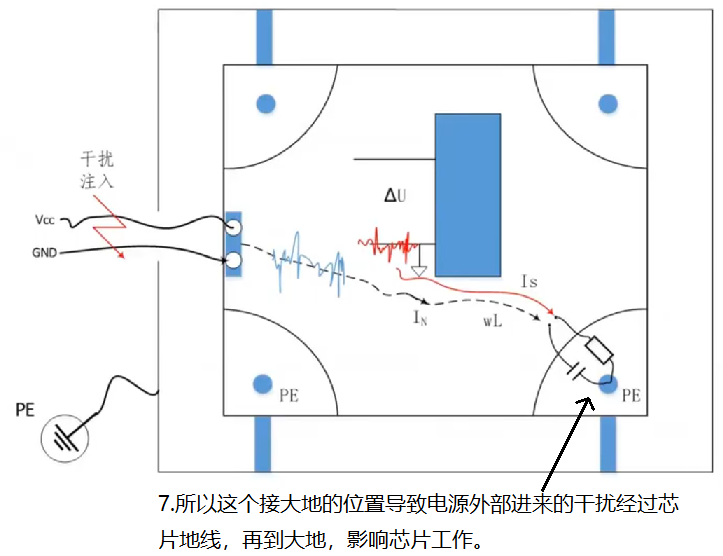 干扰
注入
Vcc
GND
ΔU
Is
IN
wL
PE
PE
PE
7.所以这个接大地的位置导致电源外部进来的干扰经过芯
片地线，再到大地，影响芯片工作。